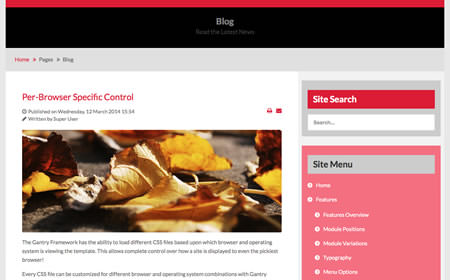 Blog
Read the Latest News
Home » Pages » Blog
Per-Browser Specific Control
Published on Wednesday, 12 March 2014 15:54
Written by Super User
The Gantry Framework has the ability to load different CSS files based upon which browser and operating
system is viewing the template. This allows complete control over how a site is displayed to even the pickiest
browser!
Every CSS file can be customized for different browser and operating system combinations with Gantry
Site Search
Search...
Site Menu
Home
Features
Features Overview
Module Positions
Module Variations
Typography
Menu Options